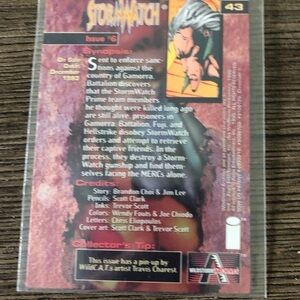 STORMWATCH
43
Issue #6
Synopsis:
On Sale
Date:
December
1993
Sent to enforce sanc-
tions against the
country of Gamorra,
Battalion discovers
that the StormWatch
Prime team members
he thought were killed long ago
are still alive, prisoners in
Gamorra. Battalion, Fuji, and
Hellstrike disobey StormWatch
orders and attempt to retrieve
their captive friends. In the
process, they destroy a Storm-
Watch gunship and find them-
selves facing the MERCs alone.
Credits:
Story: Brandon Choi & Jim Lee
Pencils: Scott Clark
Inks: Trevor Scott
Colors: Wendy Fouts & Joe Chiodo
Letters: Chris Eliopoulos
Cover art: Scott Clark & Trevor Scott
Collector's Tip:
This issue has a pin-up by
WildC.A.T.s artist Travis Charest